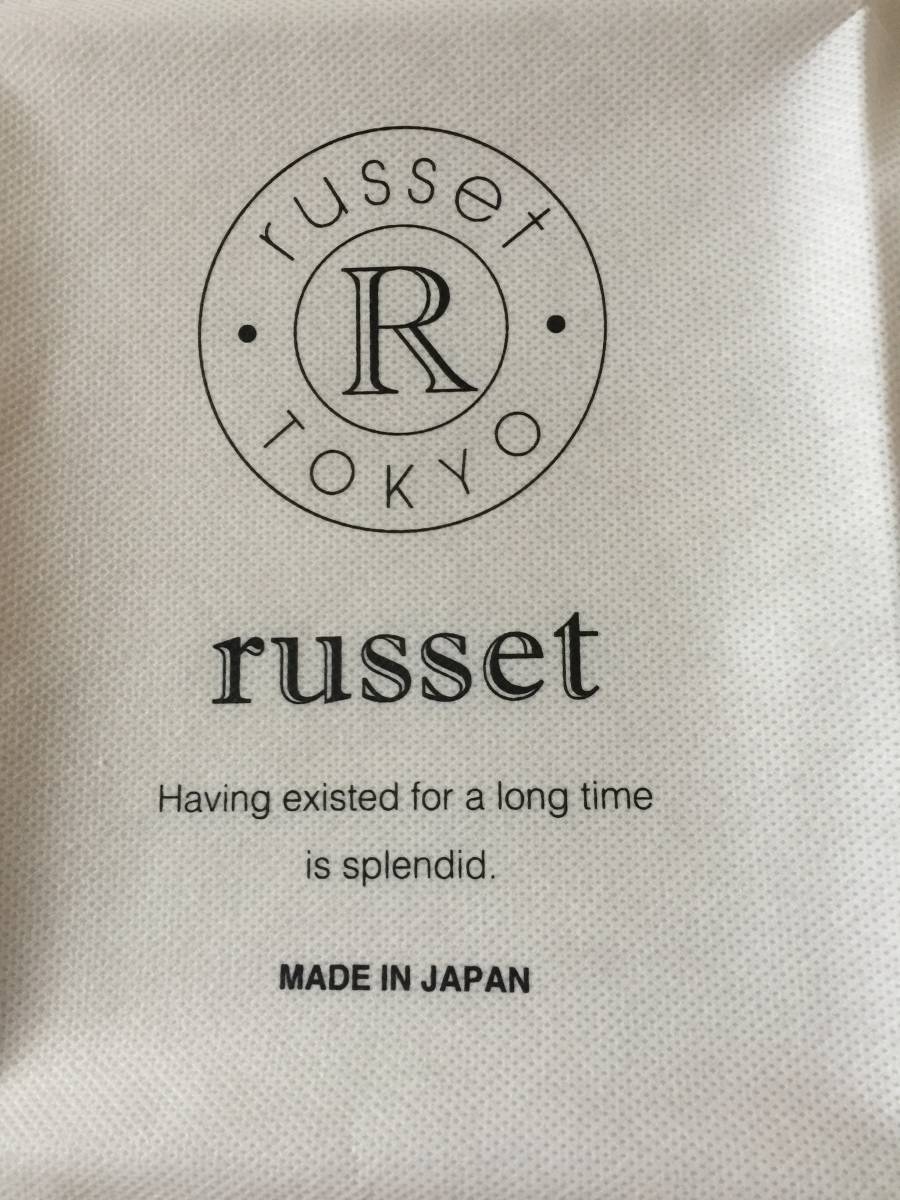 russet
R
TOKYO
russet
Having existed for a long time
is splendid.
MADE IN JAPAN